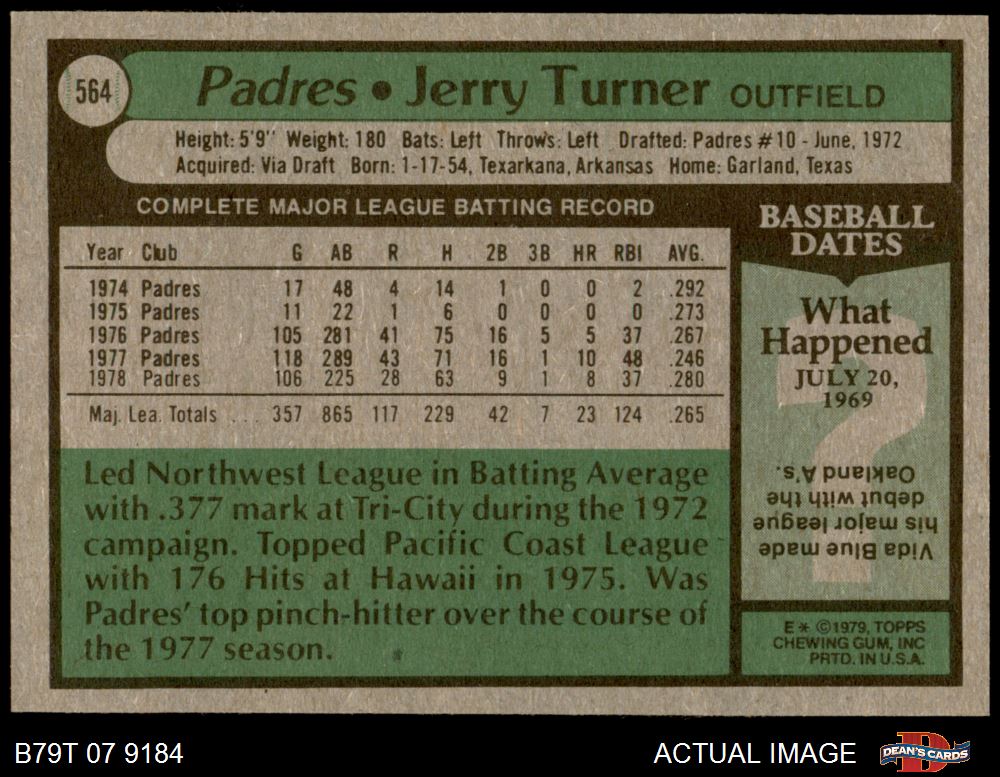 564
Padres • Jerry Turner OUTFIELD
Height: 5'9" Weight: 180 Bats: Left Throws: Left Drafted: Padres #10 - June, 1972
Acquired: Via Draft Born: 1-17-54, Texarkana, Arkansas Home: Garland, Texas
COMPLETE MAJOR LEAGUE BATTING RECORD
Year Club G AB R H 2B 3B HR RBI AVG.
1974 Padres 17 48 4 14 1 0 0 2 .292
1975 Padres 11 22 1 6 0 0 0 0 .273
1976 Padres 105 281 41 75 16 5 5 37 .267
1977 Padres 118 289 43 71 16 1 10 48 .246
1978 Padres 106 225 28 63 9 1 8 37 .280
Maj. Lea. Totals . . . 357 865 117 229 42 7 23 124 .265
Led Northwest League in Batting Average
with .377 mark at Tri-City during the 1972
campaign. Topped Pacific Coast League
with 176 Hits at Hawaii in 1975. Was
Padres' top pinch-hitter over the course of
the 1977 season.
BASEBALL
DATES
What
Happened
JULY 20,
1969
?
Vida Blue made
his major league
debut with the
Oakland A's.
E * ©1979, TOPPS
CHEWING GUM, INC
PRTD. IN U.S.A.
B79T 07 9184
ACTUAL IMAGE
D
DEAN'S CARDS